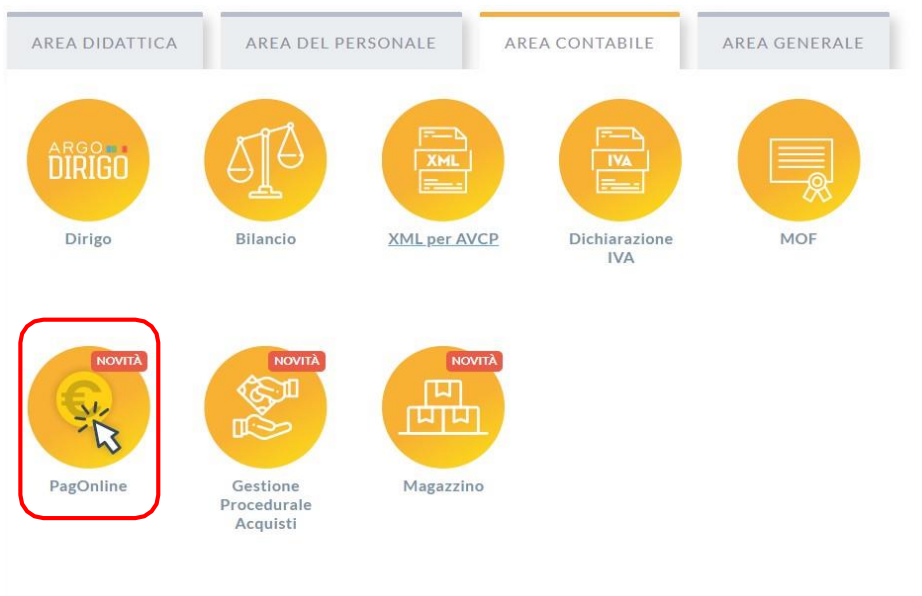 AREA DIDATTICA
AREA DEL PERSONALE
AREA CONTABILE
AREA GENERALE
ARGO
DIRIGO
XML
IVA
Dirigo
Bilancio
XML per AVCP
Dichiarazione
IVA
MOF
NOVITÀ
NOVITÀ
NOVITÀ
€
PagOnline
Gestione
Procedurale
Acquisti
Magazzino